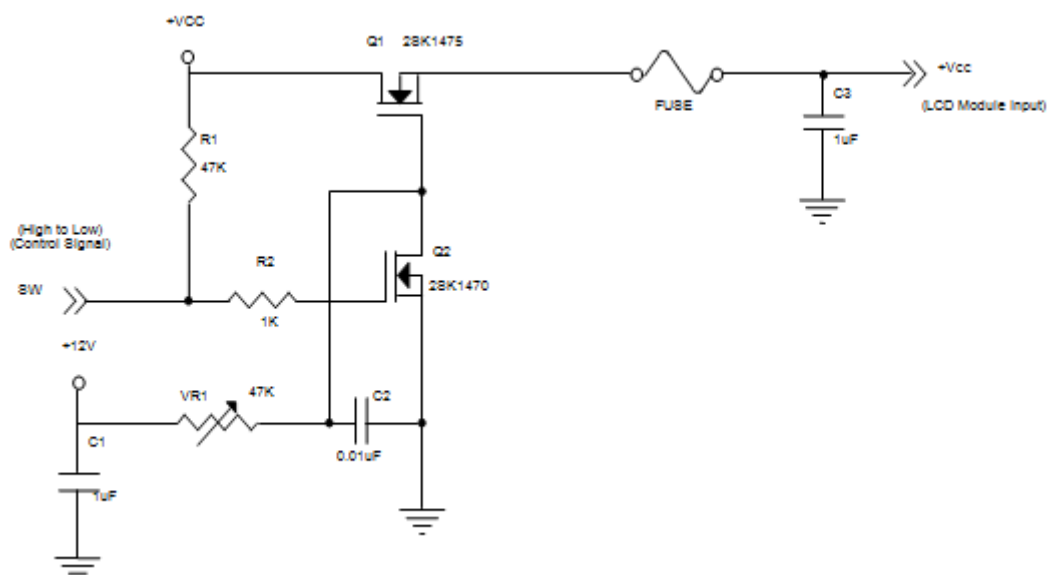 +VCC
Q1 2SK1475
+Vcc
(LCD Module Input)
FUSE
C3
1uF
R1
47K
(High to Low)
(Control Signal)
SW
R2
1K
Q2
2SK1470
+12V
VR1
47K
C2
0.01uF
C1
1uF